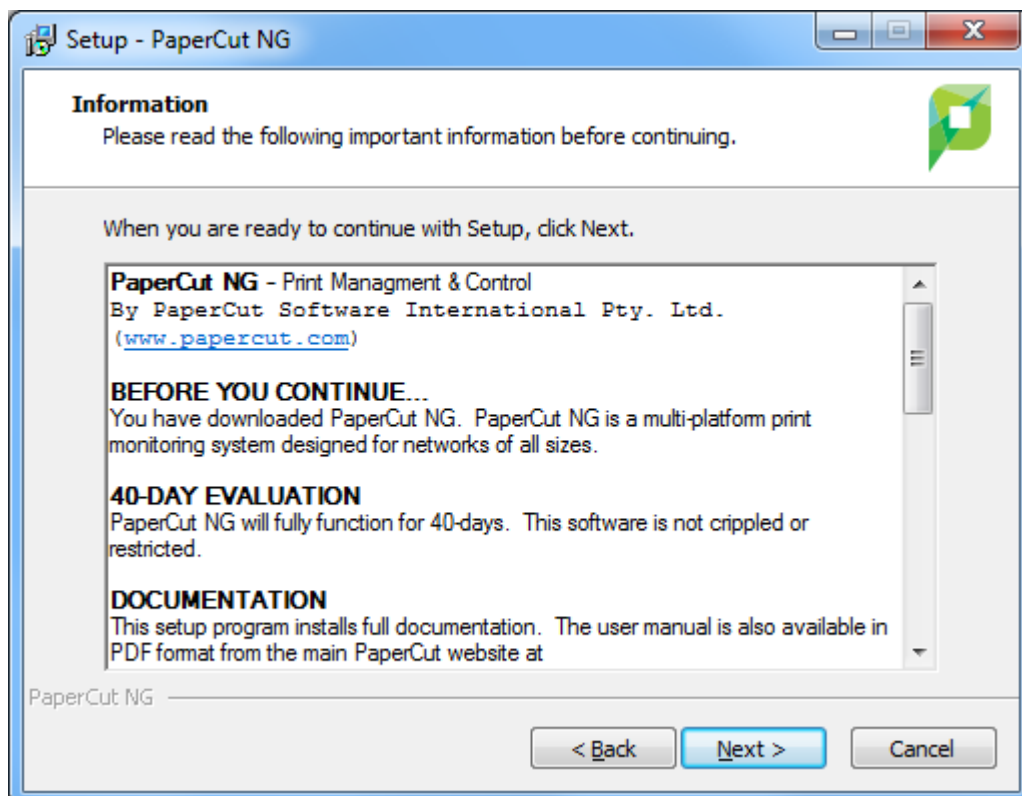 Setup - PaperCut NG
Information
Please read the following important information before continuing.
When you are ready to continue with Setup, click Next.
PaperCut NG - Print Managment & Control
By PaperCut Software International Pty. Ltd.
(www.papercut.com)
BEFORE YOU CONTINUE...
You have downloaded PaperCut NG.  PaperCut NG is a multi-platform print
monitoring system designed for networks of all sizes.
40-DAY EVALUATION
PaperCut NG will fully function for 40-days.  This software is not crippled or
restricted.
DOCUMENTATION
This setup program installs full documentation.  The user manual is also available in
PDF format from the main PaperCut website at
PaperCut NG
< Back Next > Cancel